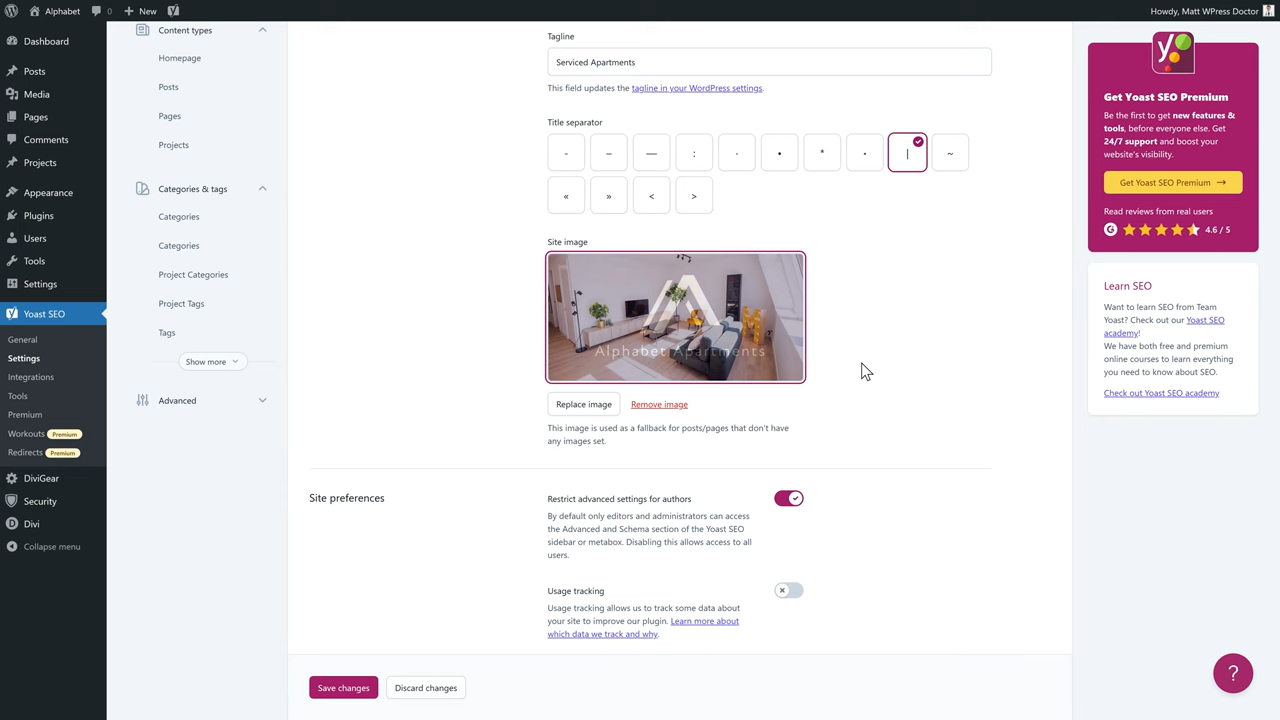 Alphabet
0
New
Howdy, Matt WPress Doctor
Dashboard
Posts
Media
Pages
Comments
Projects
Appearance
Plugins
Users
Tools
Settings
Yoast SEO
General
Settings
Integrations
Tools
Premium
Workouts Premium
Redirects Premium
DiviGear
Security
Divi
Collapse menu
Content types
Homepage
Posts
Pages
Projects
Categories & tags
Categories
Categories
Project Categories
Project Tags
Tags
Show more
Advanced
Tagline
Serviced Apartments
This field updates the tagline in your WordPress settings.
Title separator
- – — : · • * ⋆ | ~
« » < >
Site image
Alphabet Apartments
Replace image Remove image
This image is used as a fallback for posts/pages that don't have
any images set.
Site preferences
Restrict advanced settings for authors
By default only editors and administrators can access
the Advanced and Schema section of the Yoast SEO
sidebar or metabox. Disabling this allows access to all
users.
Usage tracking
Usage tracking allows us to track some data about
your site to improve our plugin. Learn more about
which data we track and why.
Save changes Discard changes
y
Get Yoast SEO Premium
Be the first to get new features &
tools, before everyone else. Get
24/7 support and boost your
website's visibility.
Get Yoast SEO Premium →
Read reviews from real users
4.6 / 5
Learn SEO
Want to learn SEO from Team
Yoast? Check out our Yoast SEO
academy!
We have both free and premium
online courses to learn everything
you need to know about SEO.
Check out Yoast SEO academy
?